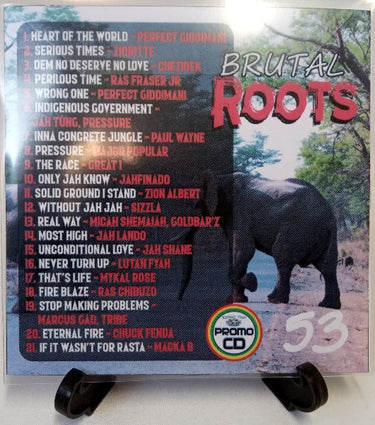 1. HEART OF THE WORLD ~ PERFECT GIDDIMANI
2. SERIOUS TIMES ~ ZIGNITTE
3. DEM NO DESERVE NO LOVE ~ CHEZIDEK
4. PERILOUS TIME ~ RAS FRASER JR
5. WRONG ONE ~ PERFECT GIDDIMANI
6. INDIGENOUS GOVERNMENT ~
JAH TUNG, PRESSURE
7. NNA CONCRETE JUNGLE ~ PAUL WAYNE
8. PRESSURE ~ MAJOR POPULAR
9. THE RACE ~ GREAT I
10. ONLY JAH KNOW ~ JAHFINADO
11. SOLID GROUND I STAND ~ ZION ALBERT
12. WITHOUT JAH JAH ~ SIZZLA
13. REAL WAY ~ MICAH SHEMAIAH, GOLDBAR'Z
14. MOST HIGH ~ JAH LANDO
15. UNCONDITIONAL LOVE ~ JAH SHANE
16. NEVER TURN UP ~ LUTAN FYAH
17. THAT'S LIFE ~ MYKAL ROSE
18. FIRE BLAZE ~ RAS CHIBUZO
19. STOP MAKING PROBLEMS ~
MARCUS GAD, TRIBE
20. ETERNAL FIRE ~ CHUCK FENDA
21. IF IT WASN'T FOR RASTA ~ MACKA B
BRUTAL
ROOTS
PROMO
CD
53